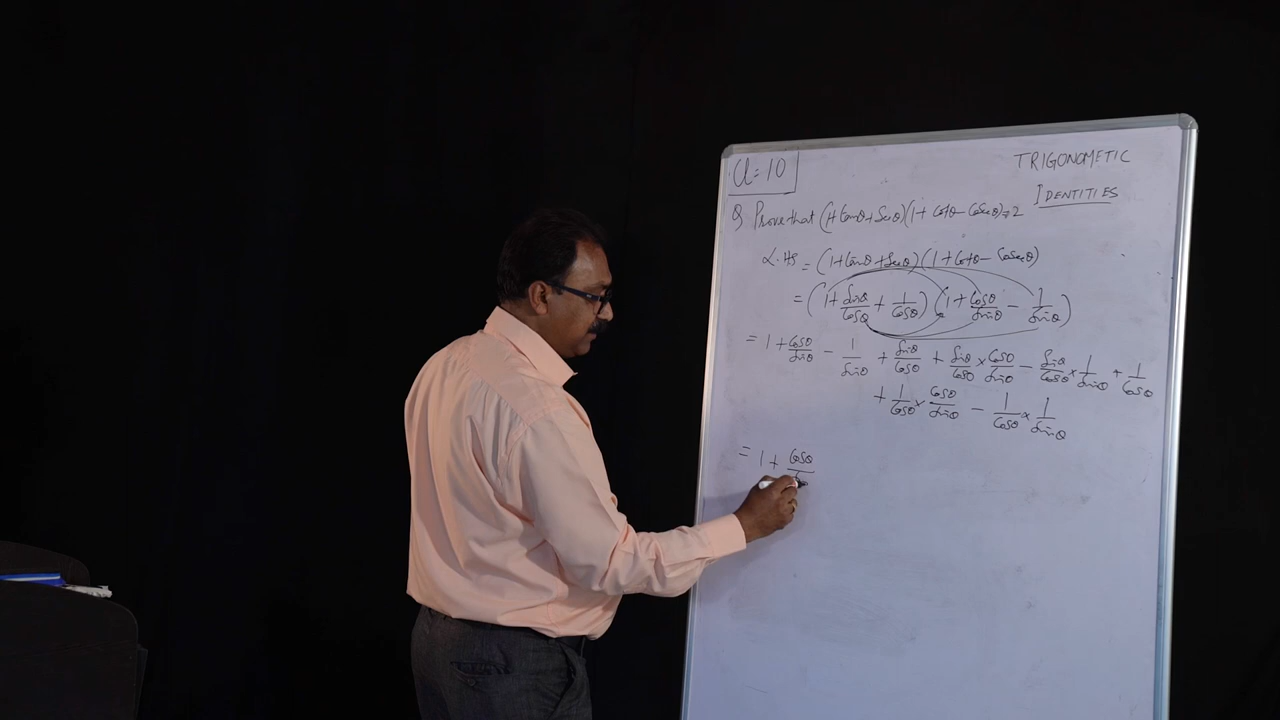 Cl=10
TRIGONOMETIC
IDENTITIES
Q Prove that (1+tanθ+secθ)(1+cotθ-cosecθ)=2
L.HS = (1+tanθ+secθ)(1+cotθ-cosecθ)
= (1+ sinθ/cosθ + 1/cosθ)(1+ cosθ/sinθ - 1/sinθ)
= 1 + cosθ/sinθ - 1/sinθ + sinθ/cosθ + sinθ/cosθ × cosθ/sinθ - sinθ/cosθ × 1/sinθ + 1/cosθ
+ 1/cosθ × cosθ/sinθ - 1/cosθ × 1/sinθ
= 1 + cosθ